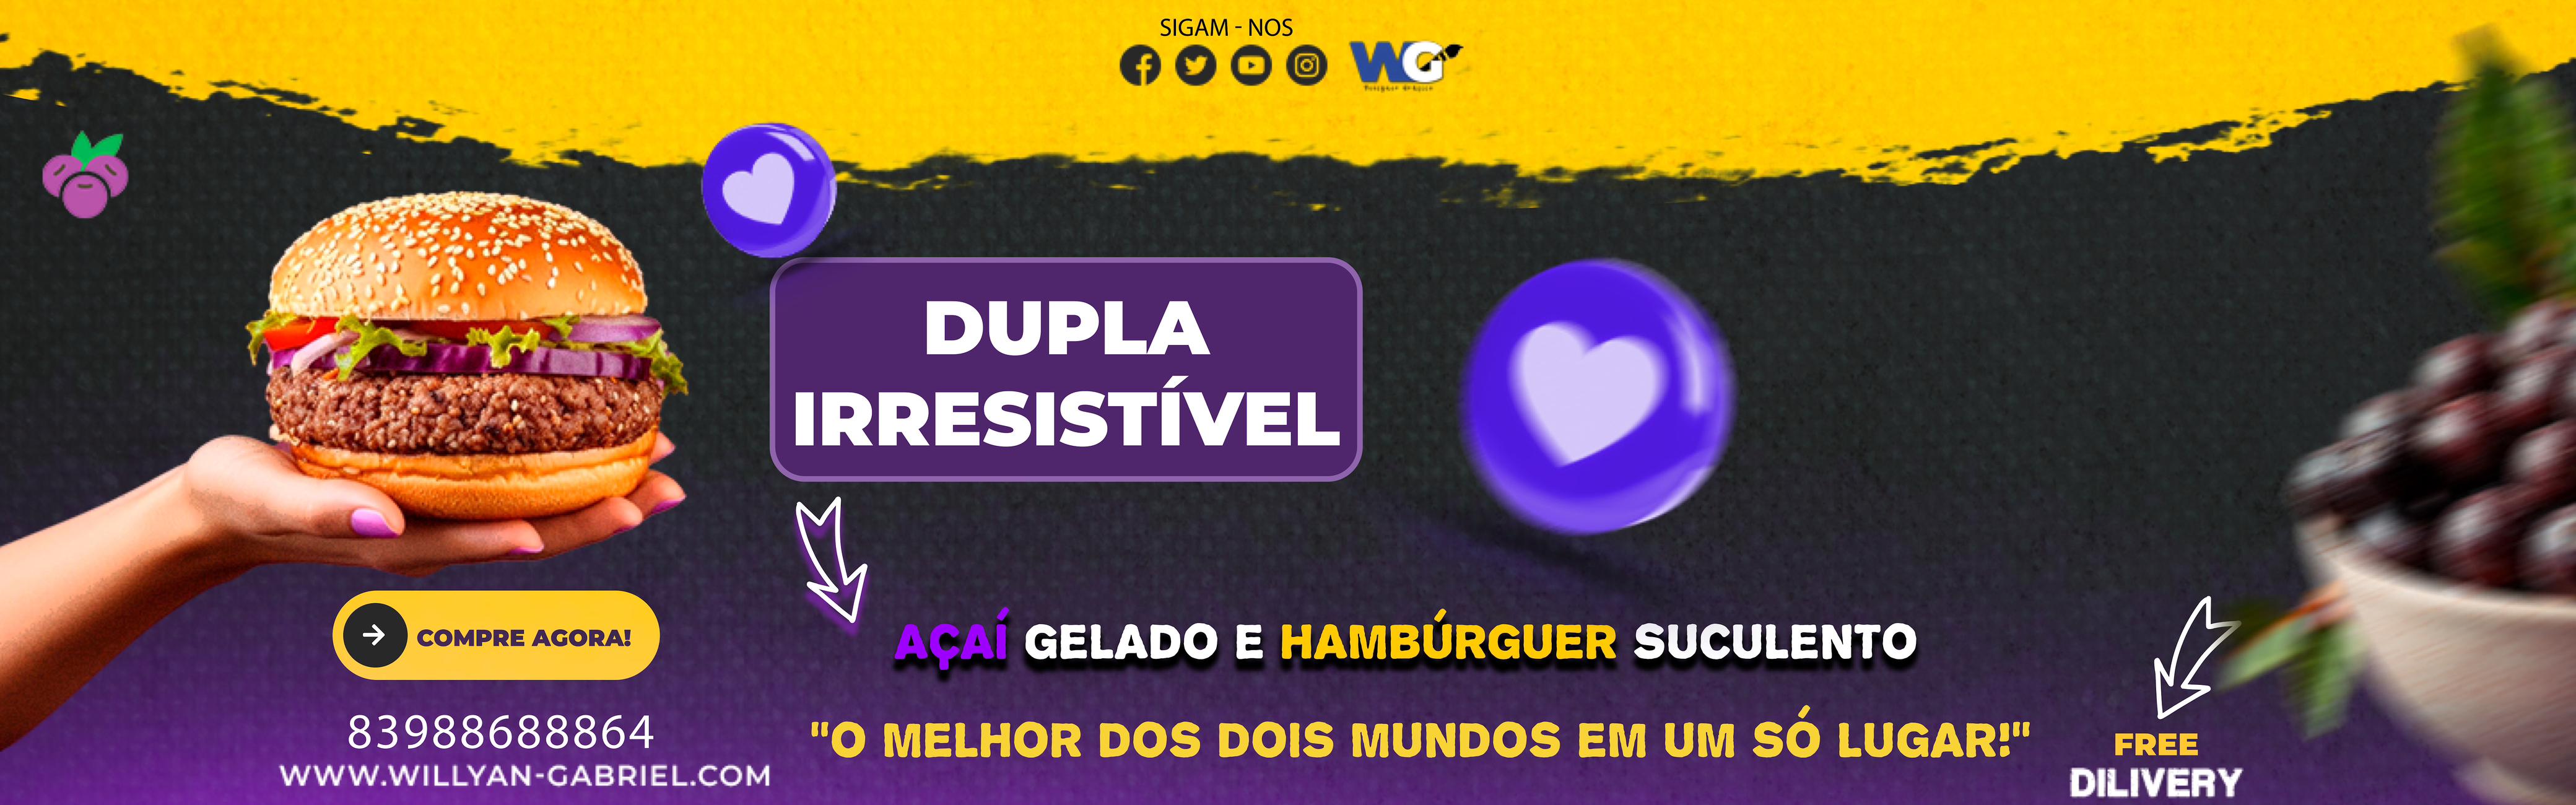 SIGAM - NOS
WG
DUPLA
IRRESISTÍVEL
AÇAÍ GELADO E HAMBÚRGUER SUCULENTO
"O MELHOR DOS DOIS MUNDOS EM UM SÓ LUGAR!"
COMPRE AGORA!
83988688864
WWW.WILLYAN-GABRIEL.COM
FREE
DILIVERY